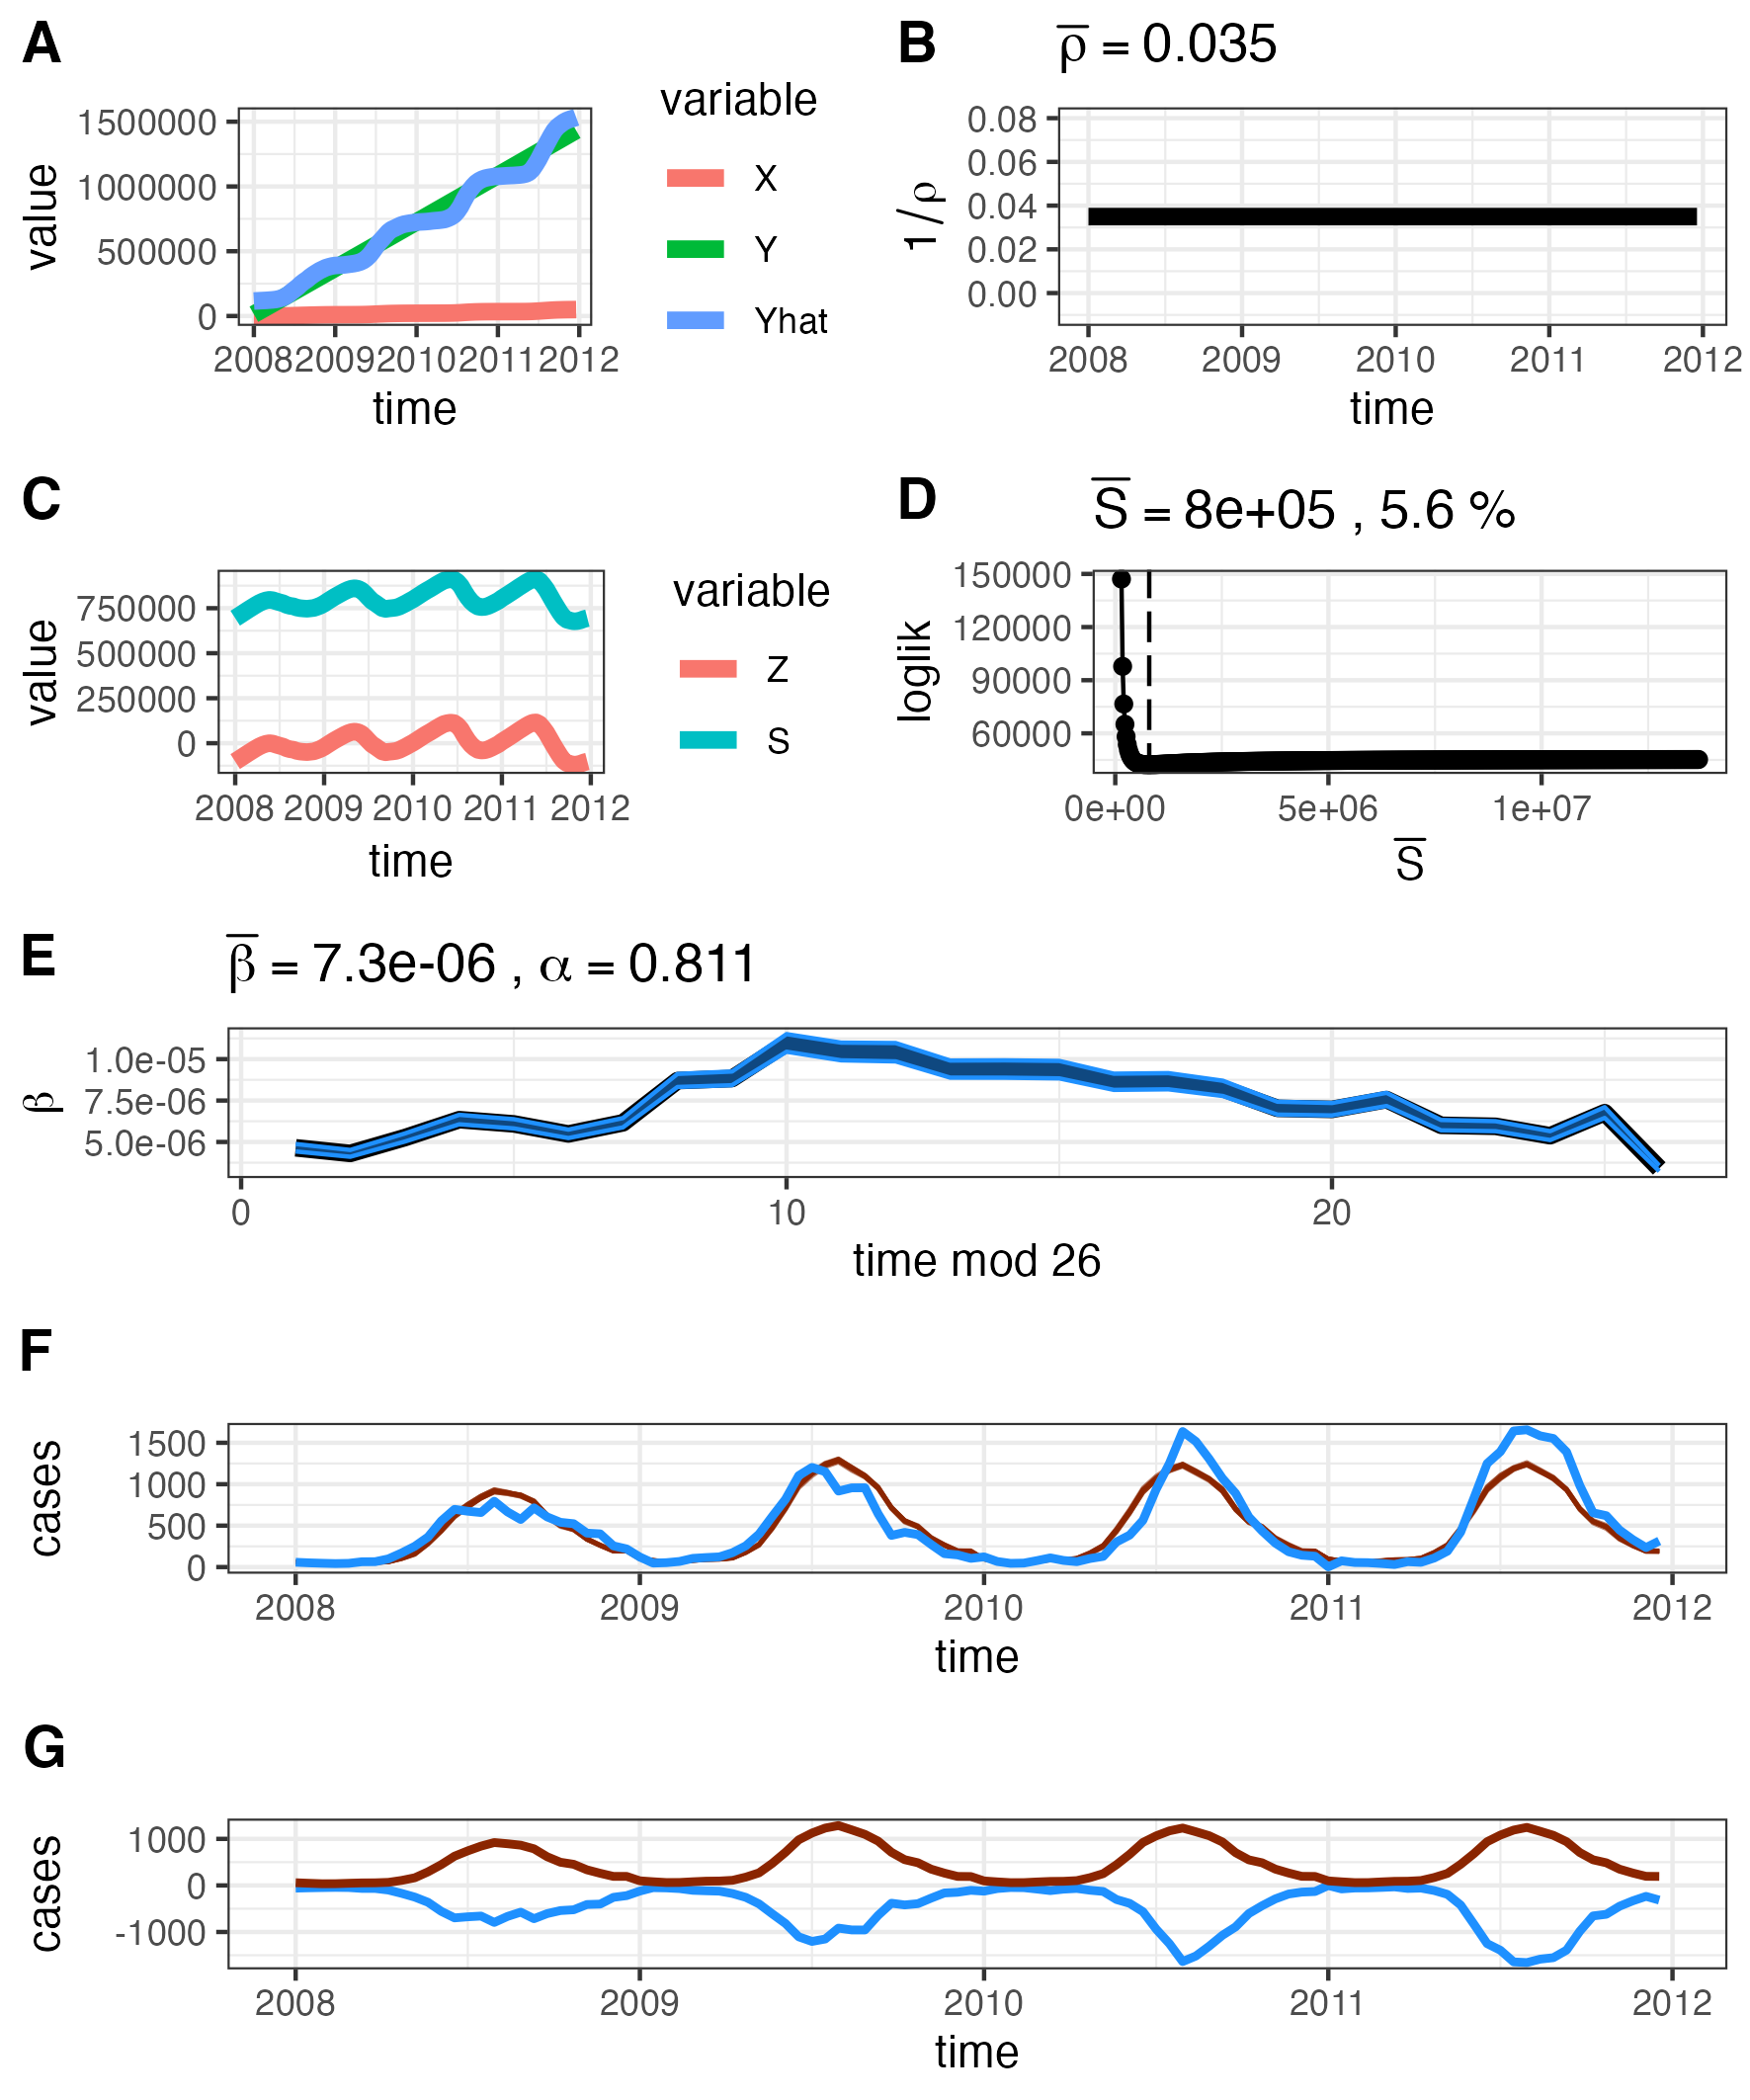 A
variable
X
Y
Yhat
value
1500000
1000000
500000
0
2008 2009 2010 2011 2012
time
B
ρ̅ = 0.035
1/ρ
0.08
0.06
0.04
0.02
0.00
2008 2009 2010 2011 2012
time
C
variable
Z
S
value
750000
500000
250000
0
2008 2009 2010 2011 2012
time
D
S̅ = 8e+05 , 5.6 %
loglik
150000
120000
90000
60000
0e+00 5e+06 1e+07
S̅
E
β̅ = 7.3e-06 , α = 0.811
β
1.0e-05
7.5e-06
5.0e-06
0 10 20
time mod 26
F
cases
1500
1000
500
0
2008 2009 2010 2011 2012
time
G
cases
1000
0
-1000
2008 2009 2010 2011 2012
time